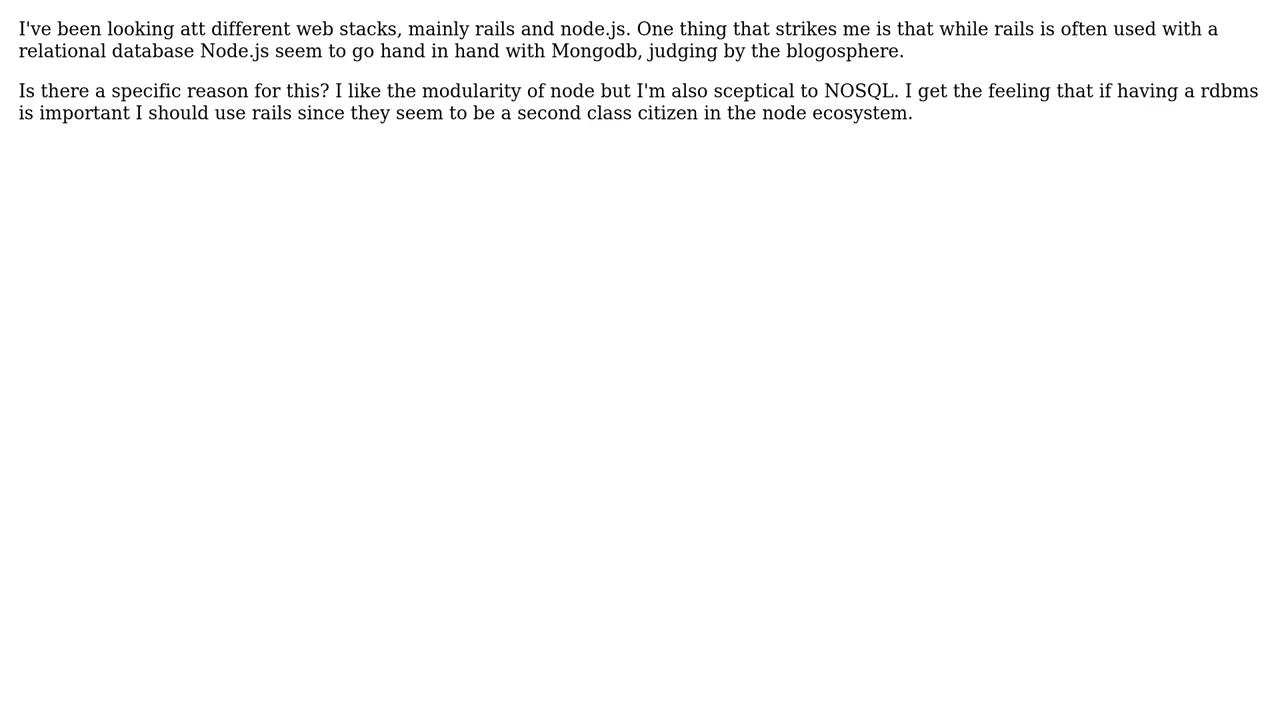 I've been looking att different web stacks, mainly rails and node.js. One thing that strikes me is that while rails is often used with a
relational database Node.js seem to go hand in hand with Mongodb, judging by the blogosphere.
Is there a specific reason for this? I like the modularity of node but I'm also sceptical to NOSQL. I get the feeling that if having a rdbms
is important I should use rails since they seem to be a second class citizen in the node ecosystem.